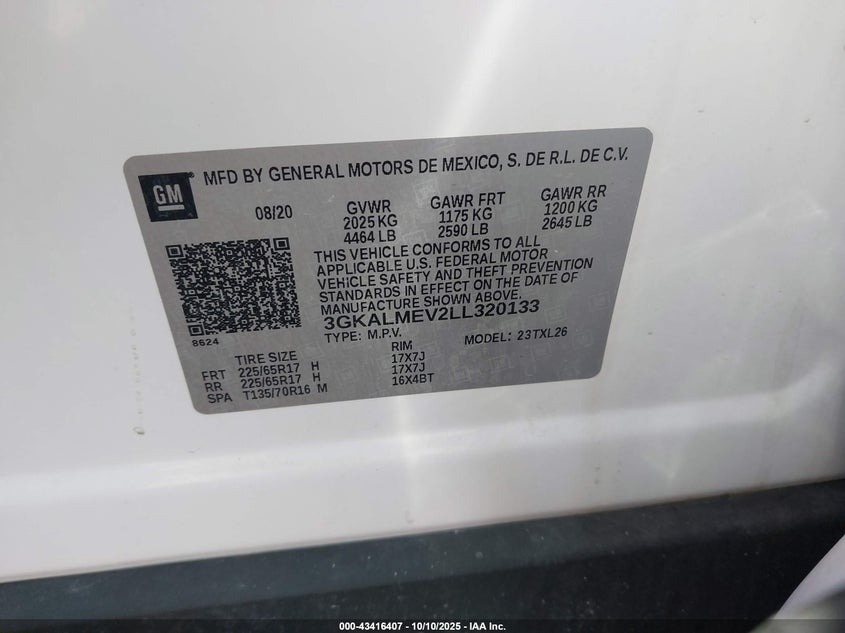 MFD BY GENERAL MOTORS DE MEXICO, S. DE R.L. DE C.V.
GM
08/20
GVWR GAWR FRT GAWR RR
2025 KG 1175 KG 1200 KG
4464 LB 2590 LB 2645 LB
THIS VEHICLE CONFORMS TO ALL
APPLICABLE U.S. FEDERAL MOTOR
VEHICLE SAFETY AND THEFT PREVENTION
STANDARDS IN EFFECT ON THE DATE OF
MANUFACTURE SHOWN ABOVE.
3GKALMEV2LL320133
8624
TYPE: M.P.V. MODEL: 23TXL26
TIRE SIZE RIM
FRT 225/65R17 H 17X7J
RR 225/65R17 H 17X7J
SPA T135/70R16 M 16X4BT
000-43416407 - 10/10/2025 - IAA Inc.